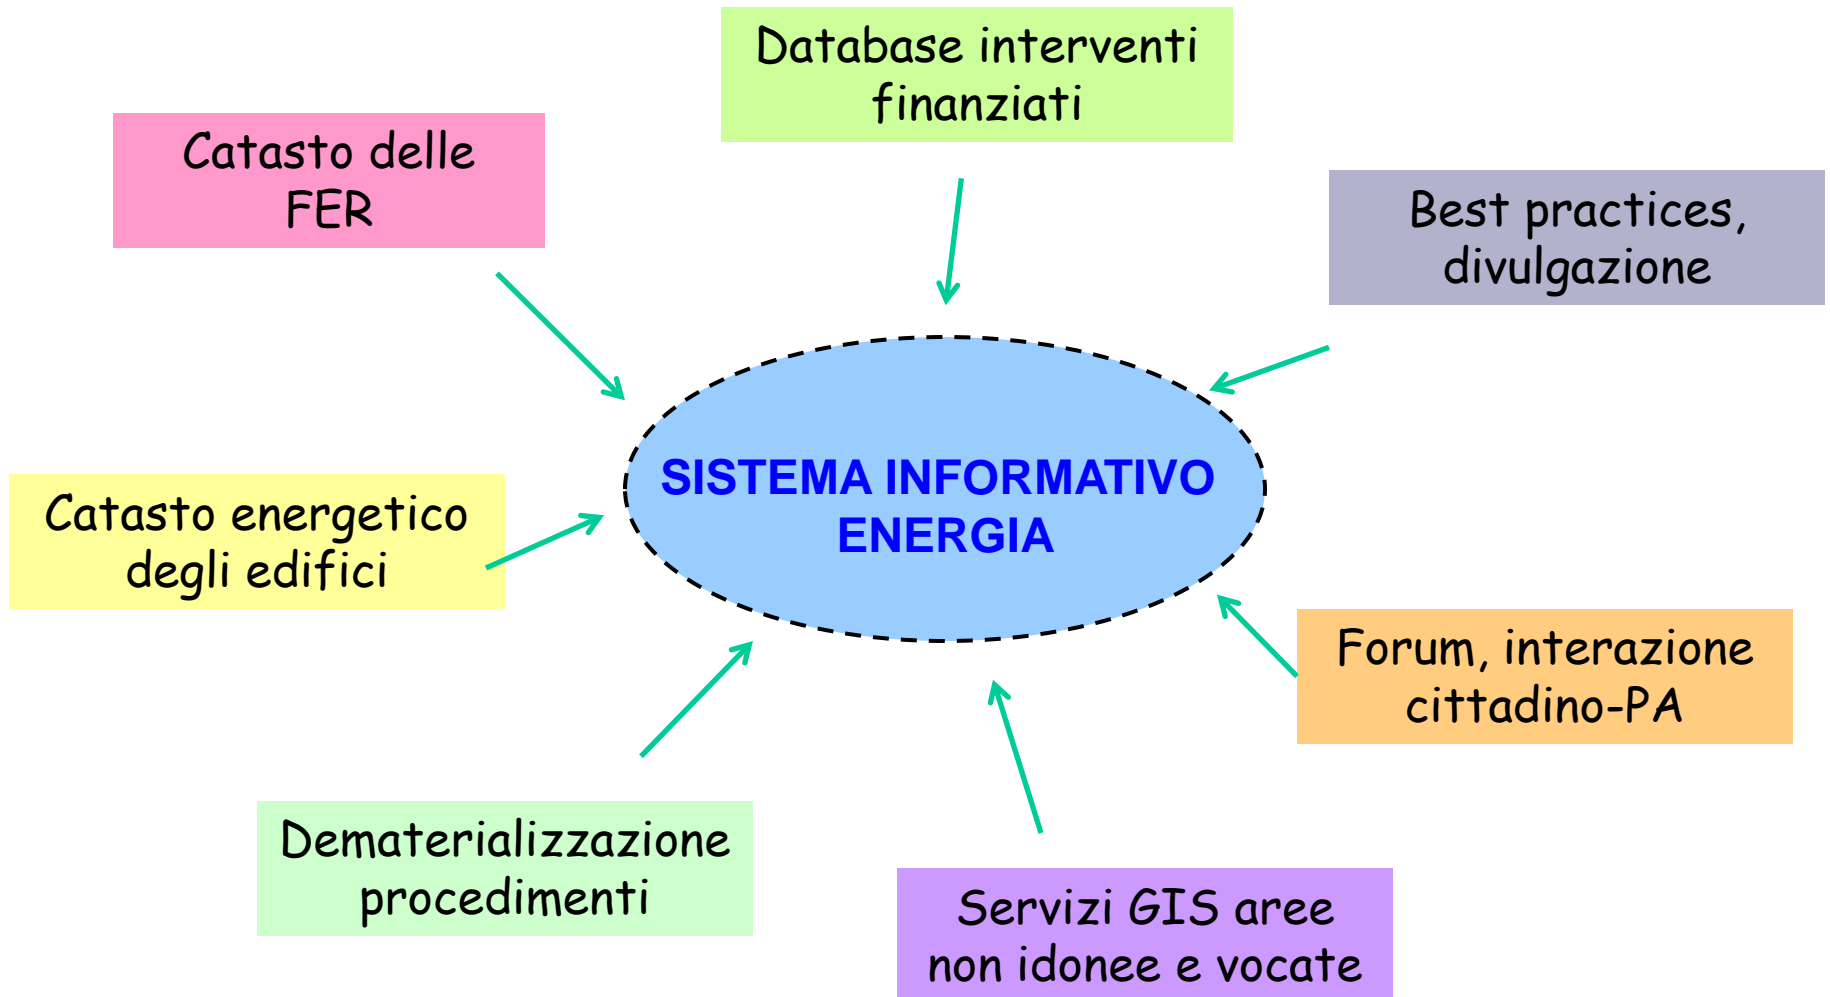 Database interventi
finanziati
Catasto delle
FER
Best practices,
divulgazione
SISTEMA INFORMATIVO
ENERGIA
Catasto energetico
degli edifici
Forum, interazione
cittadino-PA
Dematerializzazione
procedimenti
Servizi GIS aree
non idonee e vocate